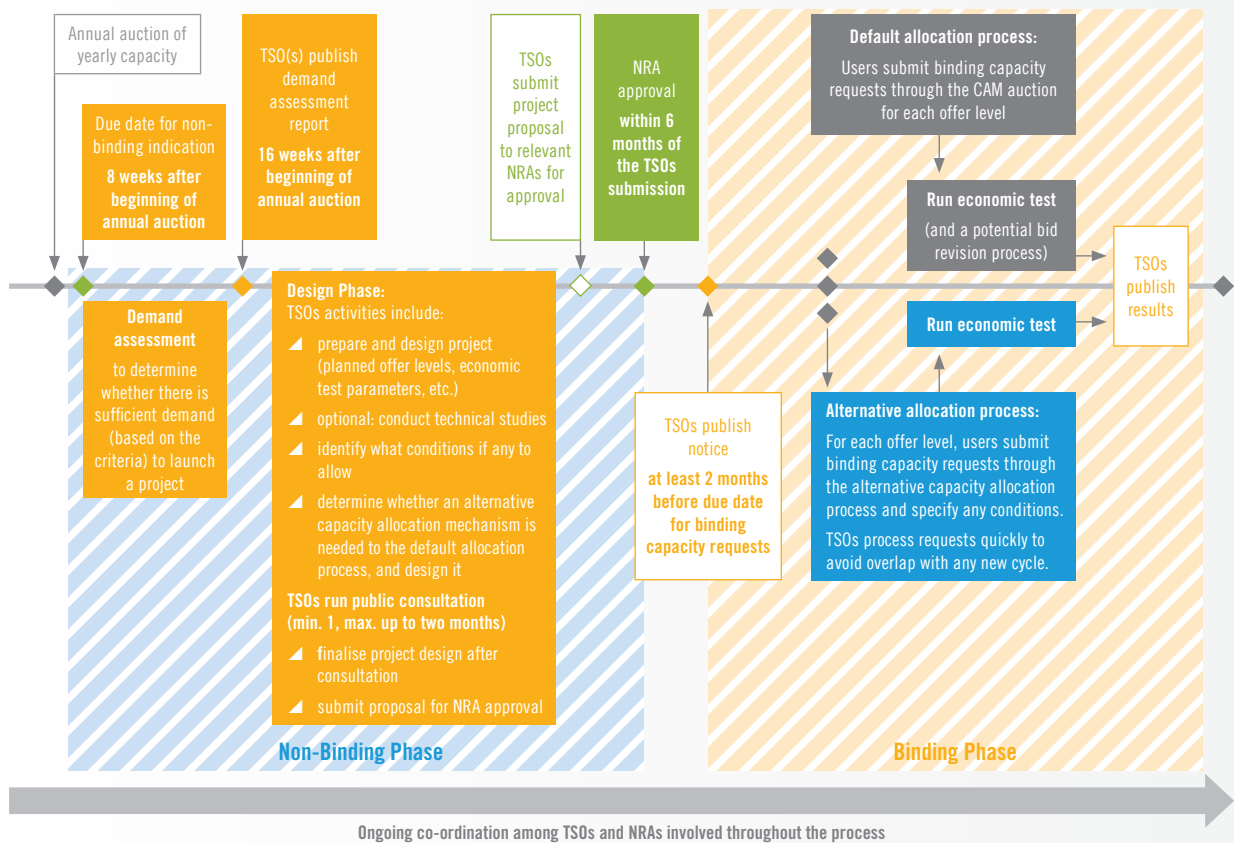 Annual auction of
yearly capacity
Due date for non-
binding indication
8 weeks after
beginning of
annual auction
TSO(s) publish
demand
assessment
report
16 weeks after
beginning of
annual auction
TSOs
submit
project
proposal
to relevant
NRAs for
approval
NRA
approval
within 6
months of
the TSOs
submission
Default allocation process:
Users submit binding capacity
requests through the CAM auction
for each offer level
Run economic test
(and a potential bid
revision process)
TSOs
publish
results
Run economic test
Demand
assessment
to determine
whether there is
sufficient demand
(based on the
criteria) to launch
a project
Design Phase:
TSOs activities include:
prepare and design project
(planned offer levels, economic
test parameters, etc.)
optional: conduct technical studies
identify what conditions if any to
allow
determine whether an alternative
capacity allocation mechanism is
needed to the default allocation
process, and design it
TSOs run public consultation
(min. 1, max. up to two months)
finalise project design after
consultation
submit proposal for NRA approval
TSOs publish
notice
at least 2 months
before due date
for binding
capacity requests
Alternative allocation process:
For each offer level, users submit
binding capacity requests through
the alternative capacity allocation
process and specify any conditions.
TSOs process requests quickly to
avoid overlap with any new cycle.
Non-Binding Phase
Binding Phase
Ongoing co-ordination among TSOs and NRAs involved throughout the process